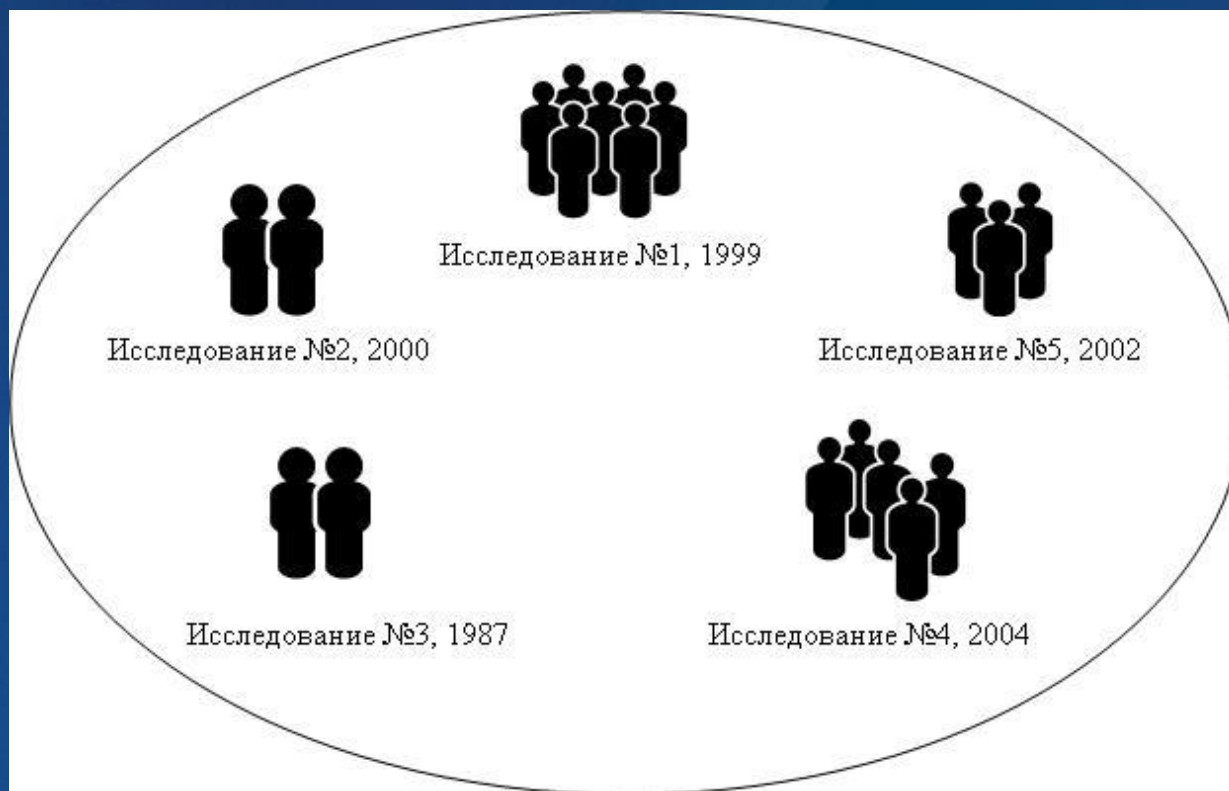 Исследование №1, 1999
Исследование №2, 2000
Исследование №5, 2002
Исследование №3, 1987
Исследование №4, 2004